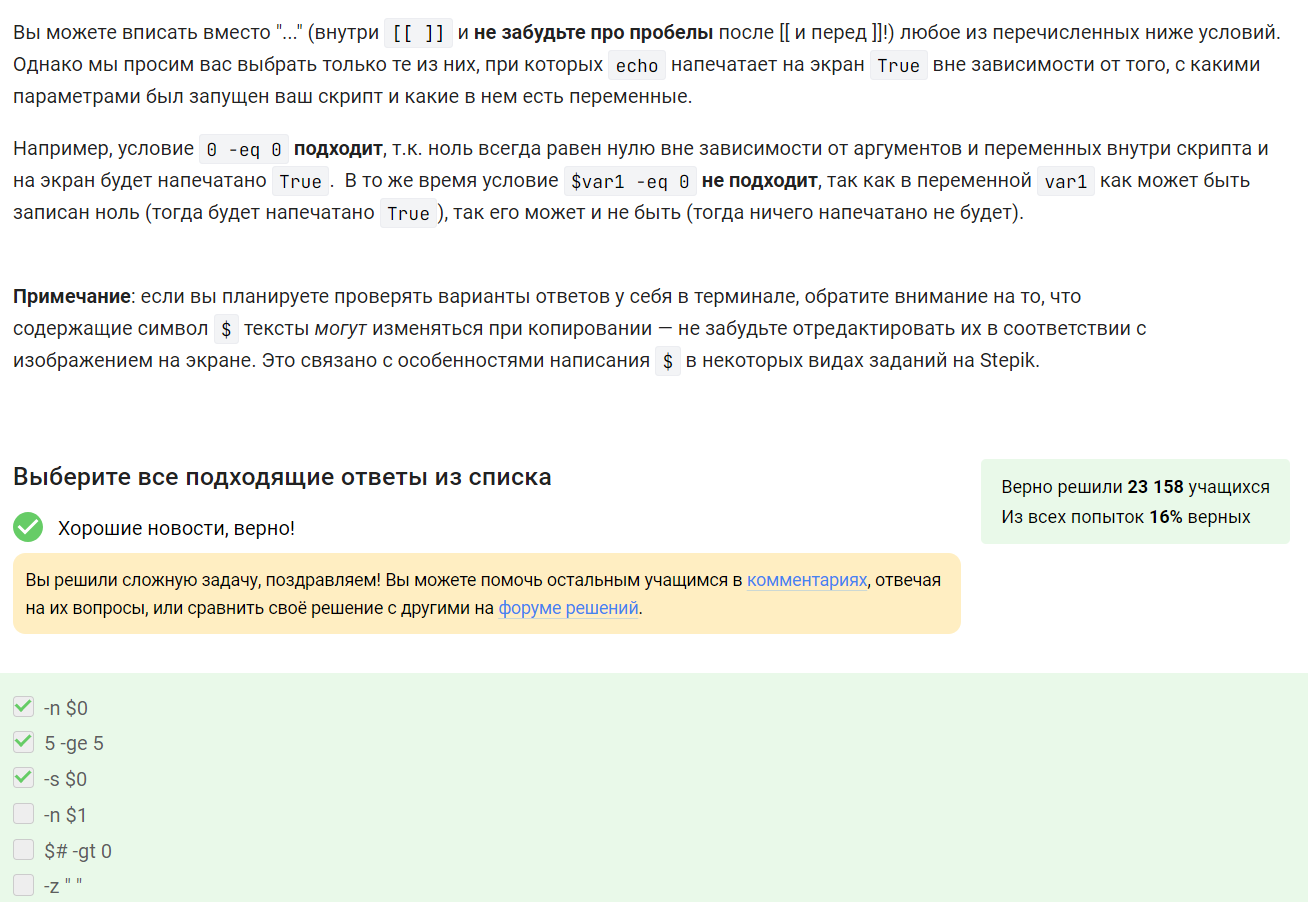 Вы можете вписать вместо "..." (внутри [[ ]] и не забудьте про пробелы после [[ и перед ]]!) любое из перечисленных ниже условий.
Однако мы просим вас выбрать только те из них, при которых echo напечатает на экран True вне зависимости от того, с какими
параметрами был запущен ваш скрипт и какие в нем есть переменные.
Например, условие 0 -eq 0 подходит, т.к. ноль всегда равен нулю вне зависимости от аргументов и переменных внутри скрипта и
на экран будет напечатано True. В то же время условие $var1 -eq 0 не подходит, так как в переменной var1 как может быть
записан ноль (тогда будет напечатано True), так его может и не быть (тогда ничего напечатано не будет).
Примечание: если вы планируете проверять варианты ответов у себя в терминале, обратите внимание на то, что
содержащие символ $ тексты могут изменяться при копировании — не забудьте отредактировать их в соответствии с
изображением на экране. Это связано с особенностями написания $ в некоторых видах заданий на Stepik.
Выберите все подходящие ответы из списка
Верно решили 23 158 учащихся
Из всех попыток 16% верных
Хорошие новости, верно!
Вы решили сложную задачу, поздравляем! Вы можете помочь остальным учащимся в комментариях, отвечая
на их вопросы, или сравнить своё решение с другими на форуме решений.
-n $0
5 -ge 5
-s $0
-n $1
$# -gt 0
-z " "